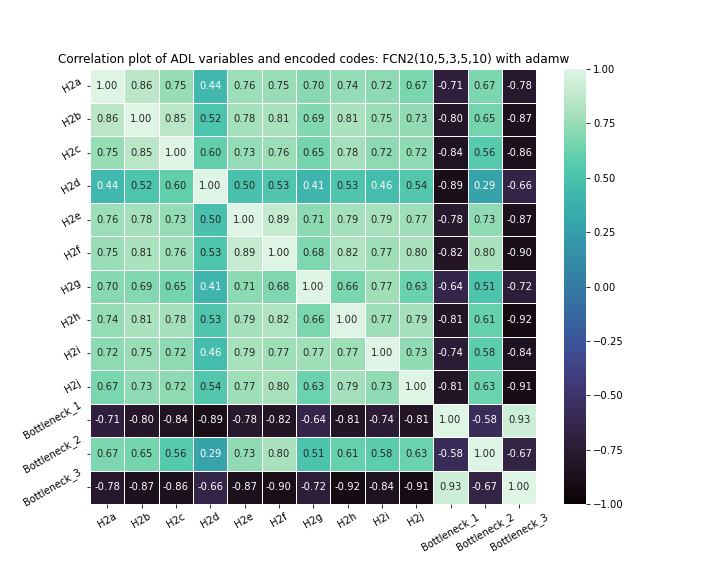 Correlation plot of ADL variables and encoded codes: FCN2(10,5,3,5,10) with adamw
H2a 1.00 0.86 0.75 0.44 0.76 0.75 0.70 0.74 0.72 0.67 -0.71 0.67 -0.78
H2b 0.86 1.00 0.85 0.52 0.78 0.81 0.69 0.81 0.75 0.73 -0.80 0.65 -0.87
H2c 0.75 0.85 1.00 0.60 0.73 0.76 0.65 0.78 0.72 0.72 -0.84 0.56 -0.86
H2d 0.44 0.52 0.60 1.00 0.50 0.53 0.41 0.53 0.46 0.54 -0.89 0.29 -0.66
H2e 0.76 0.78 0.73 0.50 1.00 0.89 0.71 0.79 0.79 0.77 -0.78 0.73 -0.87
H2f 0.75 0.81 0.76 0.53 0.89 1.00 0.68 0.82 0.77 0.80 -0.82 0.80 -0.90
H2g 0.70 0.69 0.65 0.41 0.71 0.68 1.00 0.66 0.77 0.63 -0.64 0.51 -0.72
H2h 0.74 0.81 0.78 0.53 0.79 0.82 0.66 1.00 0.77 0.79 -0.81 0.61 -0.92
H2i 0.72 0.75 0.72 0.46 0.79 0.77 0.77 0.77 1.00 0.73 -0.74 0.58 -0.84
H2j 0.67 0.73 0.72 0.54 0.77 0.80 0.63 0.79 0.73 1.00 -0.81 0.63 -0.91
Bottleneck_1 -0.71 -0.80 -0.84 -0.89 -0.78 -0.82 -0.64 -0.81 -0.74 -0.81 1.00 -0.58 0.93
Bottleneck_2 0.67 0.65 0.56 0.29 0.73 0.80 0.51 0.61 0.58 0.63 -0.58 1.00 -0.67
Bottleneck_3 -0.78 -0.87 -0.86 -0.66 -0.87 -0.90 -0.72 -0.92 -0.84 -0.91 0.93 -0.67 1.00
H2a H2b H2c H2d H2e H2f H2g H2h H2i H2j Bottleneck_1 Bottleneck_2 Bottleneck_3
1.00
0.75
0.50
0.25
0.00
-0.25
-0.50
-0.75
-1.00